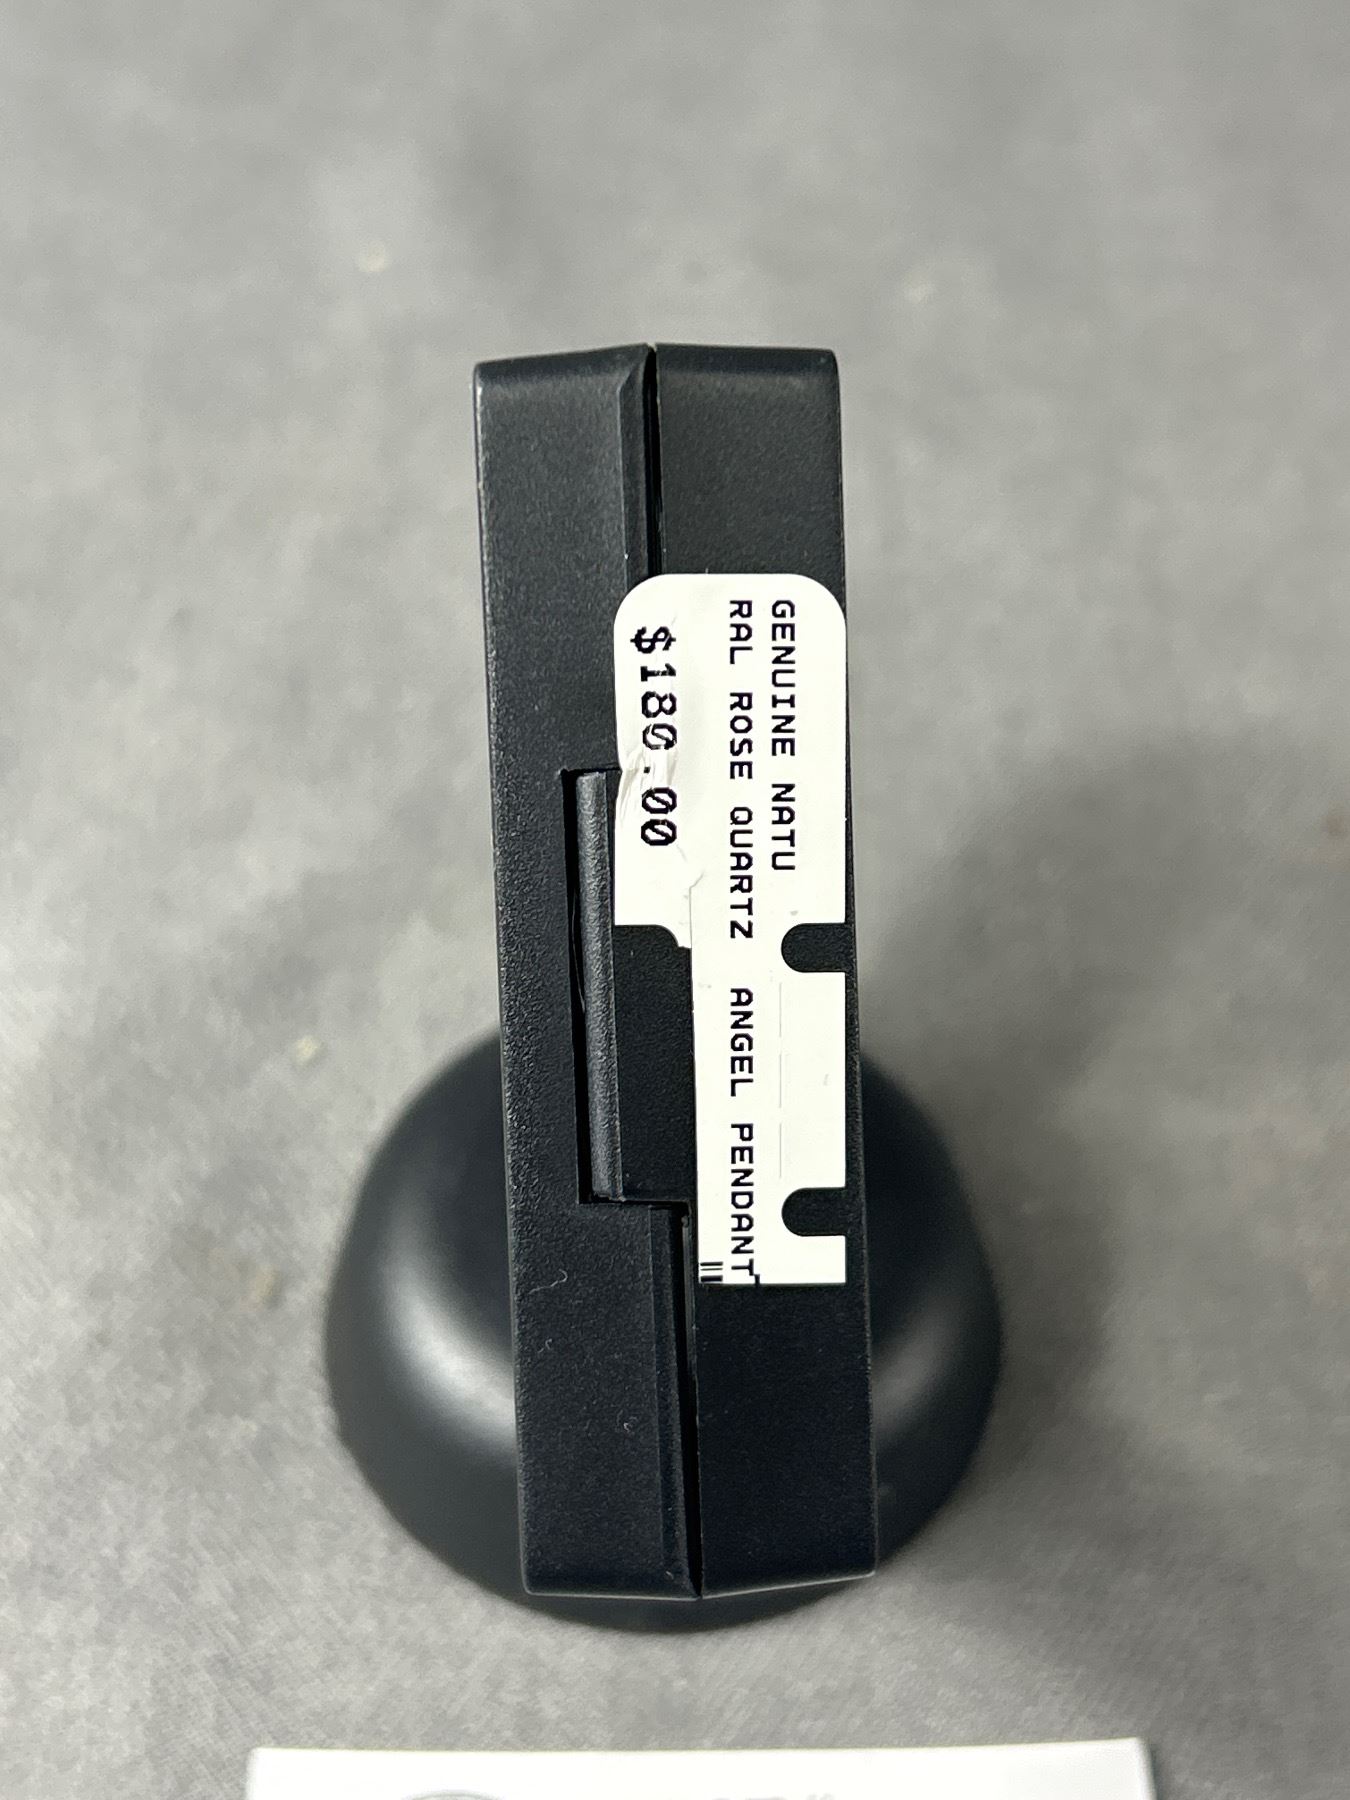 GENUINE NATU
RAL ROSE QUARTZ ANGEL PENDANT
$180.00